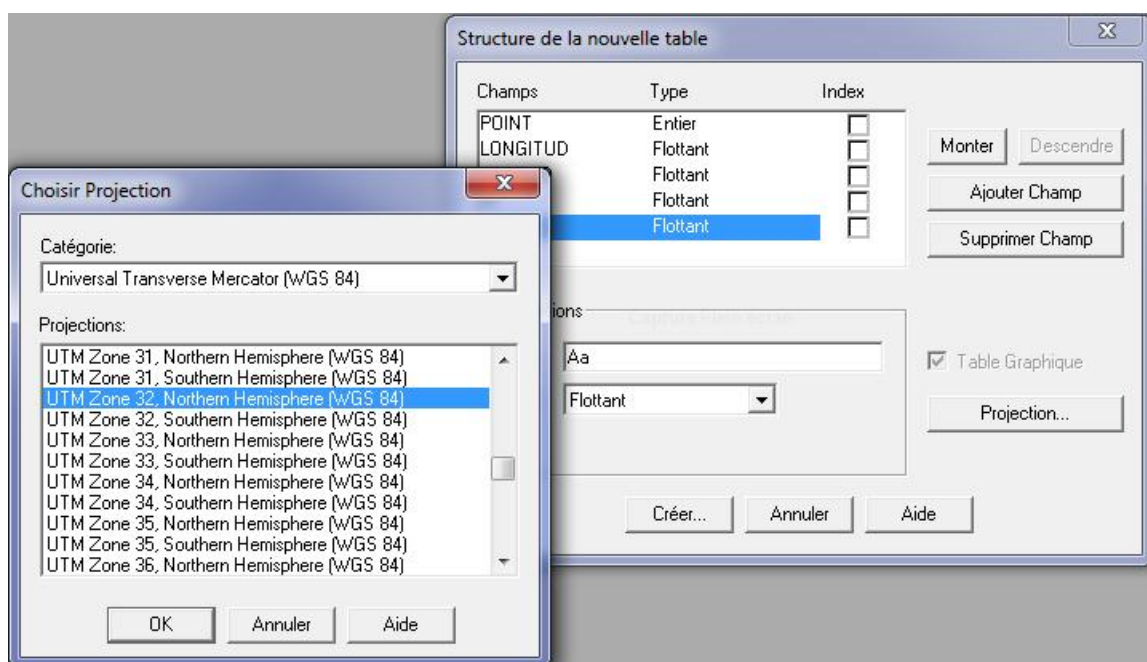 Structure de la nouvelle table
Champs Type Index
POINT Entier
LONGITUD Flottant
Flottant
Flottant
Flottant
Monter Descendre
Ajouter Champ
Supprimer Champ
ions
Aa
Flottant
Table Graphique
Projection...
Créer... Annuler Aide
Choisir Projection
Catégorie:
Universal Transverse Mercator (WGS 84)
Projections:
UTM Zone 31, Northern Hemisphere (WGS 84)
UTM Zone 31, Southern Hemisphere (WGS 84)
UTM Zone 32, Northern Hemisphere (WGS 84)
UTM Zone 32, Southern Hemisphere (WGS 84)
UTM Zone 33, Northern Hemisphere (WGS 84)
UTM Zone 33, Southern Hemisphere (WGS 84)
UTM Zone 34, Northern Hemisphere (WGS 84)
UTM Zone 34, Southern Hemisphere (WGS 84)
UTM Zone 35, Northern Hemisphere (WGS 84)
UTM Zone 35, Southern Hemisphere (WGS 84)
UTM Zone 36, Northern Hemisphere (WGS 84)
OK Annuler Aide